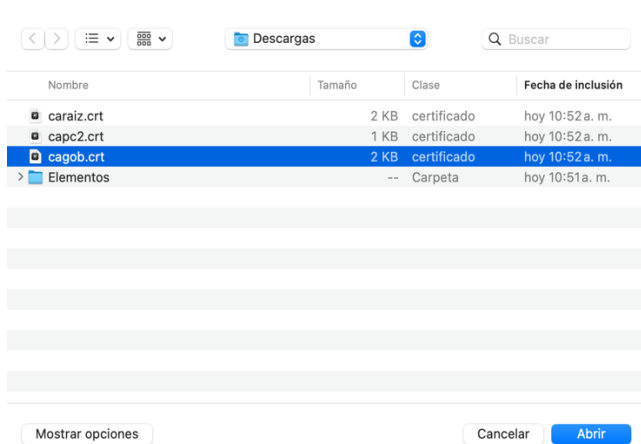 Descargas
Buscar
Nombre Tamaño Clase Fecha de inclusión
caraiz.crt 2 KB certificado hoy 10:52 a. m.
capc2.crt 1 KB certificado hoy 10:52 a. m.
cagob.crt 2 KB certificado hoy 10:52 a. m.
Elementos -- Carpeta hoy 10:51 a. m.
Mostrar opciones Cancelar Abrir